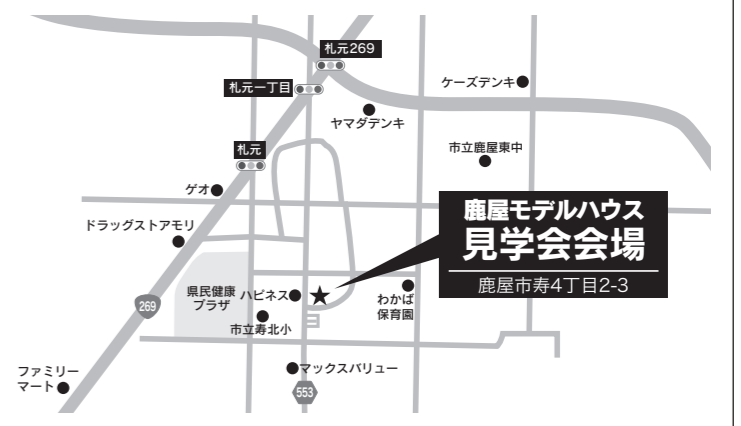 札元269
札元一丁目
ケーズデンキ
ヤマダデンキ
札元
市立鹿屋東中
ゲオ
鹿屋モデルハウス
見学会会場
鹿屋市寿4丁目2-3
ドラッグストアモリ
県民健康
プラザ
ハピネス
わかば
保育園
269
市立寿北小
ファミリー
マート
マックスバリュー
553